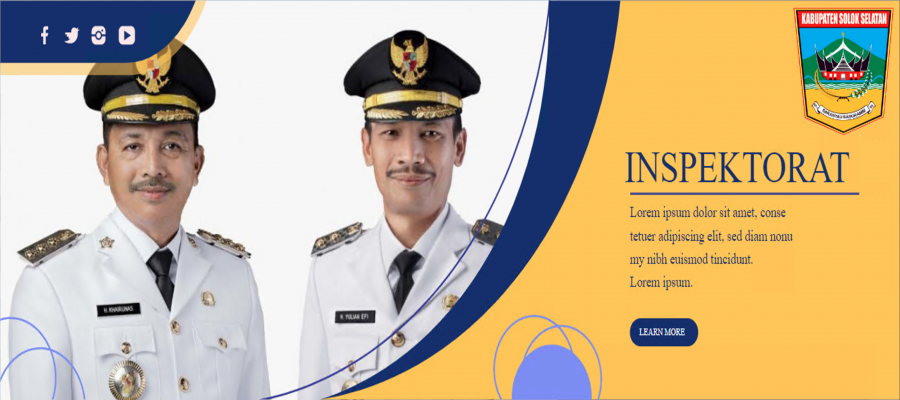 KABUPATEN SOLOK SELATAN
INSPEKTORAT
Lorem ipsum dolor sit amet, conse
tetuer adipiscing elit, sed diam nonu
my nibh euismod tincidunt.
Lorem ipsum.
LEARN MORE
H. KHAIRUNAS
H. YULIAN EFI